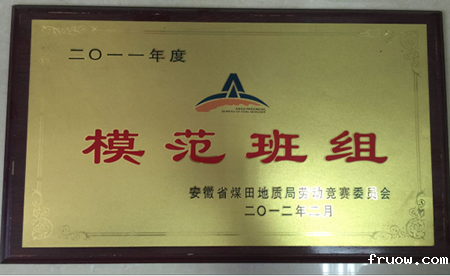 二〇一一年度
模范班组
安徽省煤田地质局劳动竞赛委员会
二〇一二年二月
fruow.com